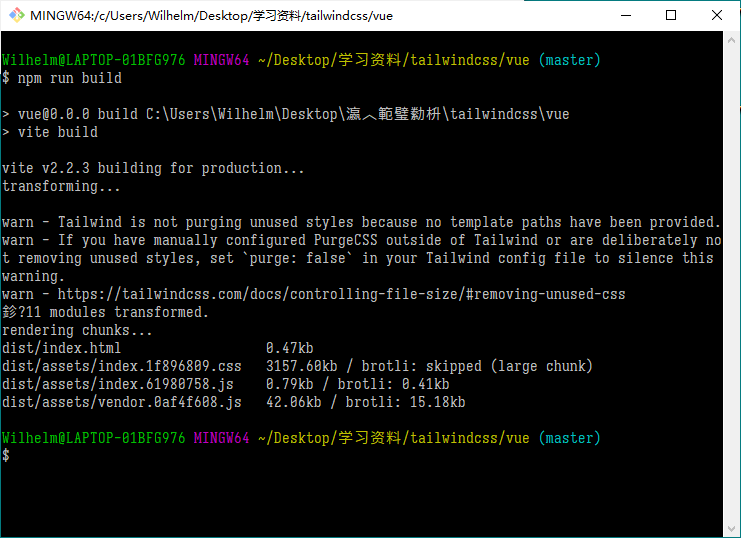 MINGW64:/c/Users/Wilhelm/Desktop/学习资料/tailwindcss/vue
Wilhelm@LAPTOP-01BFG976 MINGW64 ~/Desktop/学习资料/tailwindcss/vue (master)
$ npm run build
> vue@0.0.0 build C:\Users\Wilhelm\Desktop\瀛︿範璧勬枡\tailwindcss\vue
> vite build
vite v2.2.3 building for production...
transforming...
warn - Tailwind is not purging unused styles because no template paths have been provided.
warn - If you have manually configured PurgeCSS outside of Tailwind or are deliberately no
t removing unused styles, set `purge: false` in your Tailwind config file to silence this
warning.
warn - https://tailwindcss.com/docs/controlling-file-size/#removing-unused-css
鉁?11 modules transformed.
rendering chunks...
dist/index.html 0.47kb
dist/assets/index.1f896809.css 3157.60kb / brotli: skipped (large chunk)
dist/assets/index.61980758.js 0.79kb / brotli: 0.41kb
dist/assets/vendor.0af4f608.js 42.06kb / brotli: 15.18kb
Wilhelm@LAPTOP-01BFG976 MINGW64 ~/Desktop/学习资料/tailwindcss/vue (master)
$